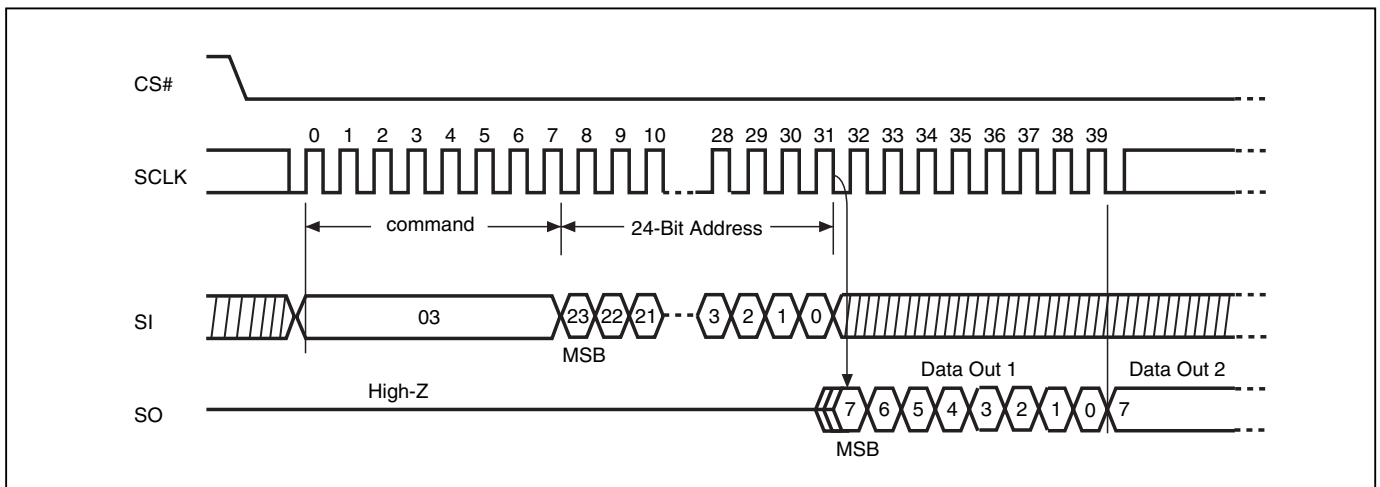 CS#
0 1 2 3 4 5 6 7 8 9 10 28 29 30 31 32 33 34 35 36 37 38 39
SCLK
command
24-Bit Address
SI
03
23 22 21 3 2 1 0
MSB
Data Out 1
Data Out 2
High-Z
SO
7 6 5 4 3 2 1 0 7
MSB